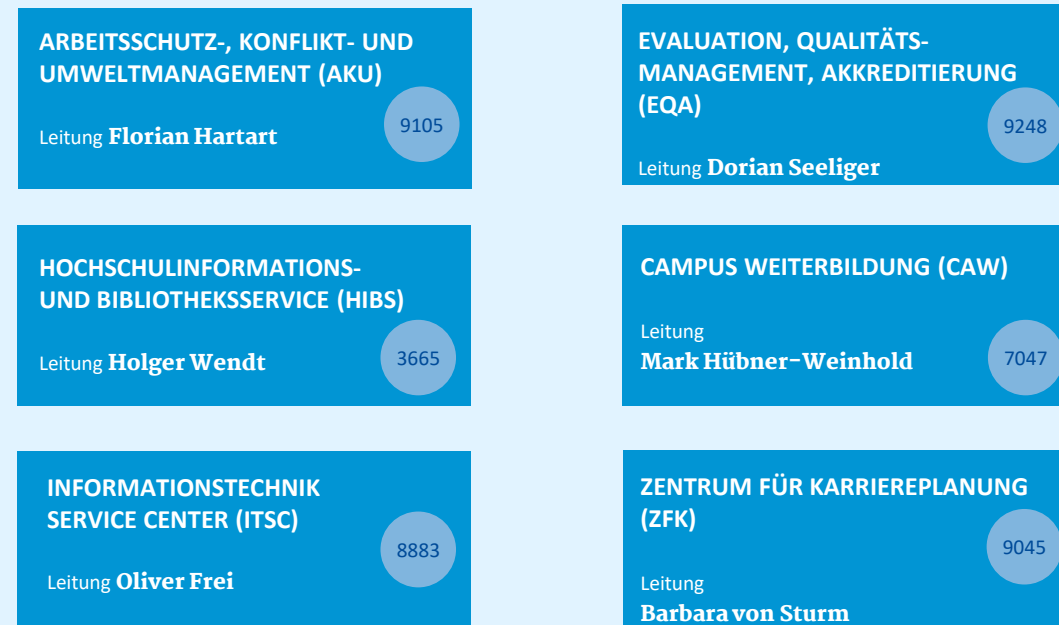 ARBEITSSCHUTZ-, KONFLIKT- UND
UMWELTMANAGEMENT (AKU)
Leitung Florian Hartart
9105
EVALUATION, QUALITÄTS-
MANAGEMENT, AKKREDITIERUNG
(EQA)
9248
Leitung Dorian Seeliger
HOCHSCHULINFORMATIONS-
UND BIBLIOTHEKSSERVICE (HIBS)
Leitung Holger Wendt
3665
CAMPUS WEITERBILDUNG (CAW)
Leitung
Mark Hübner-Weinhold
7047
INFORMATIONSTECHNIK
SERVICE CENTER (ITSC)
8883
Leitung Oliver Frei
ZENTRUM FÜR KARRIEREPLANUNG
(ZFK)
9045
Leitung
Barbara von Sturm